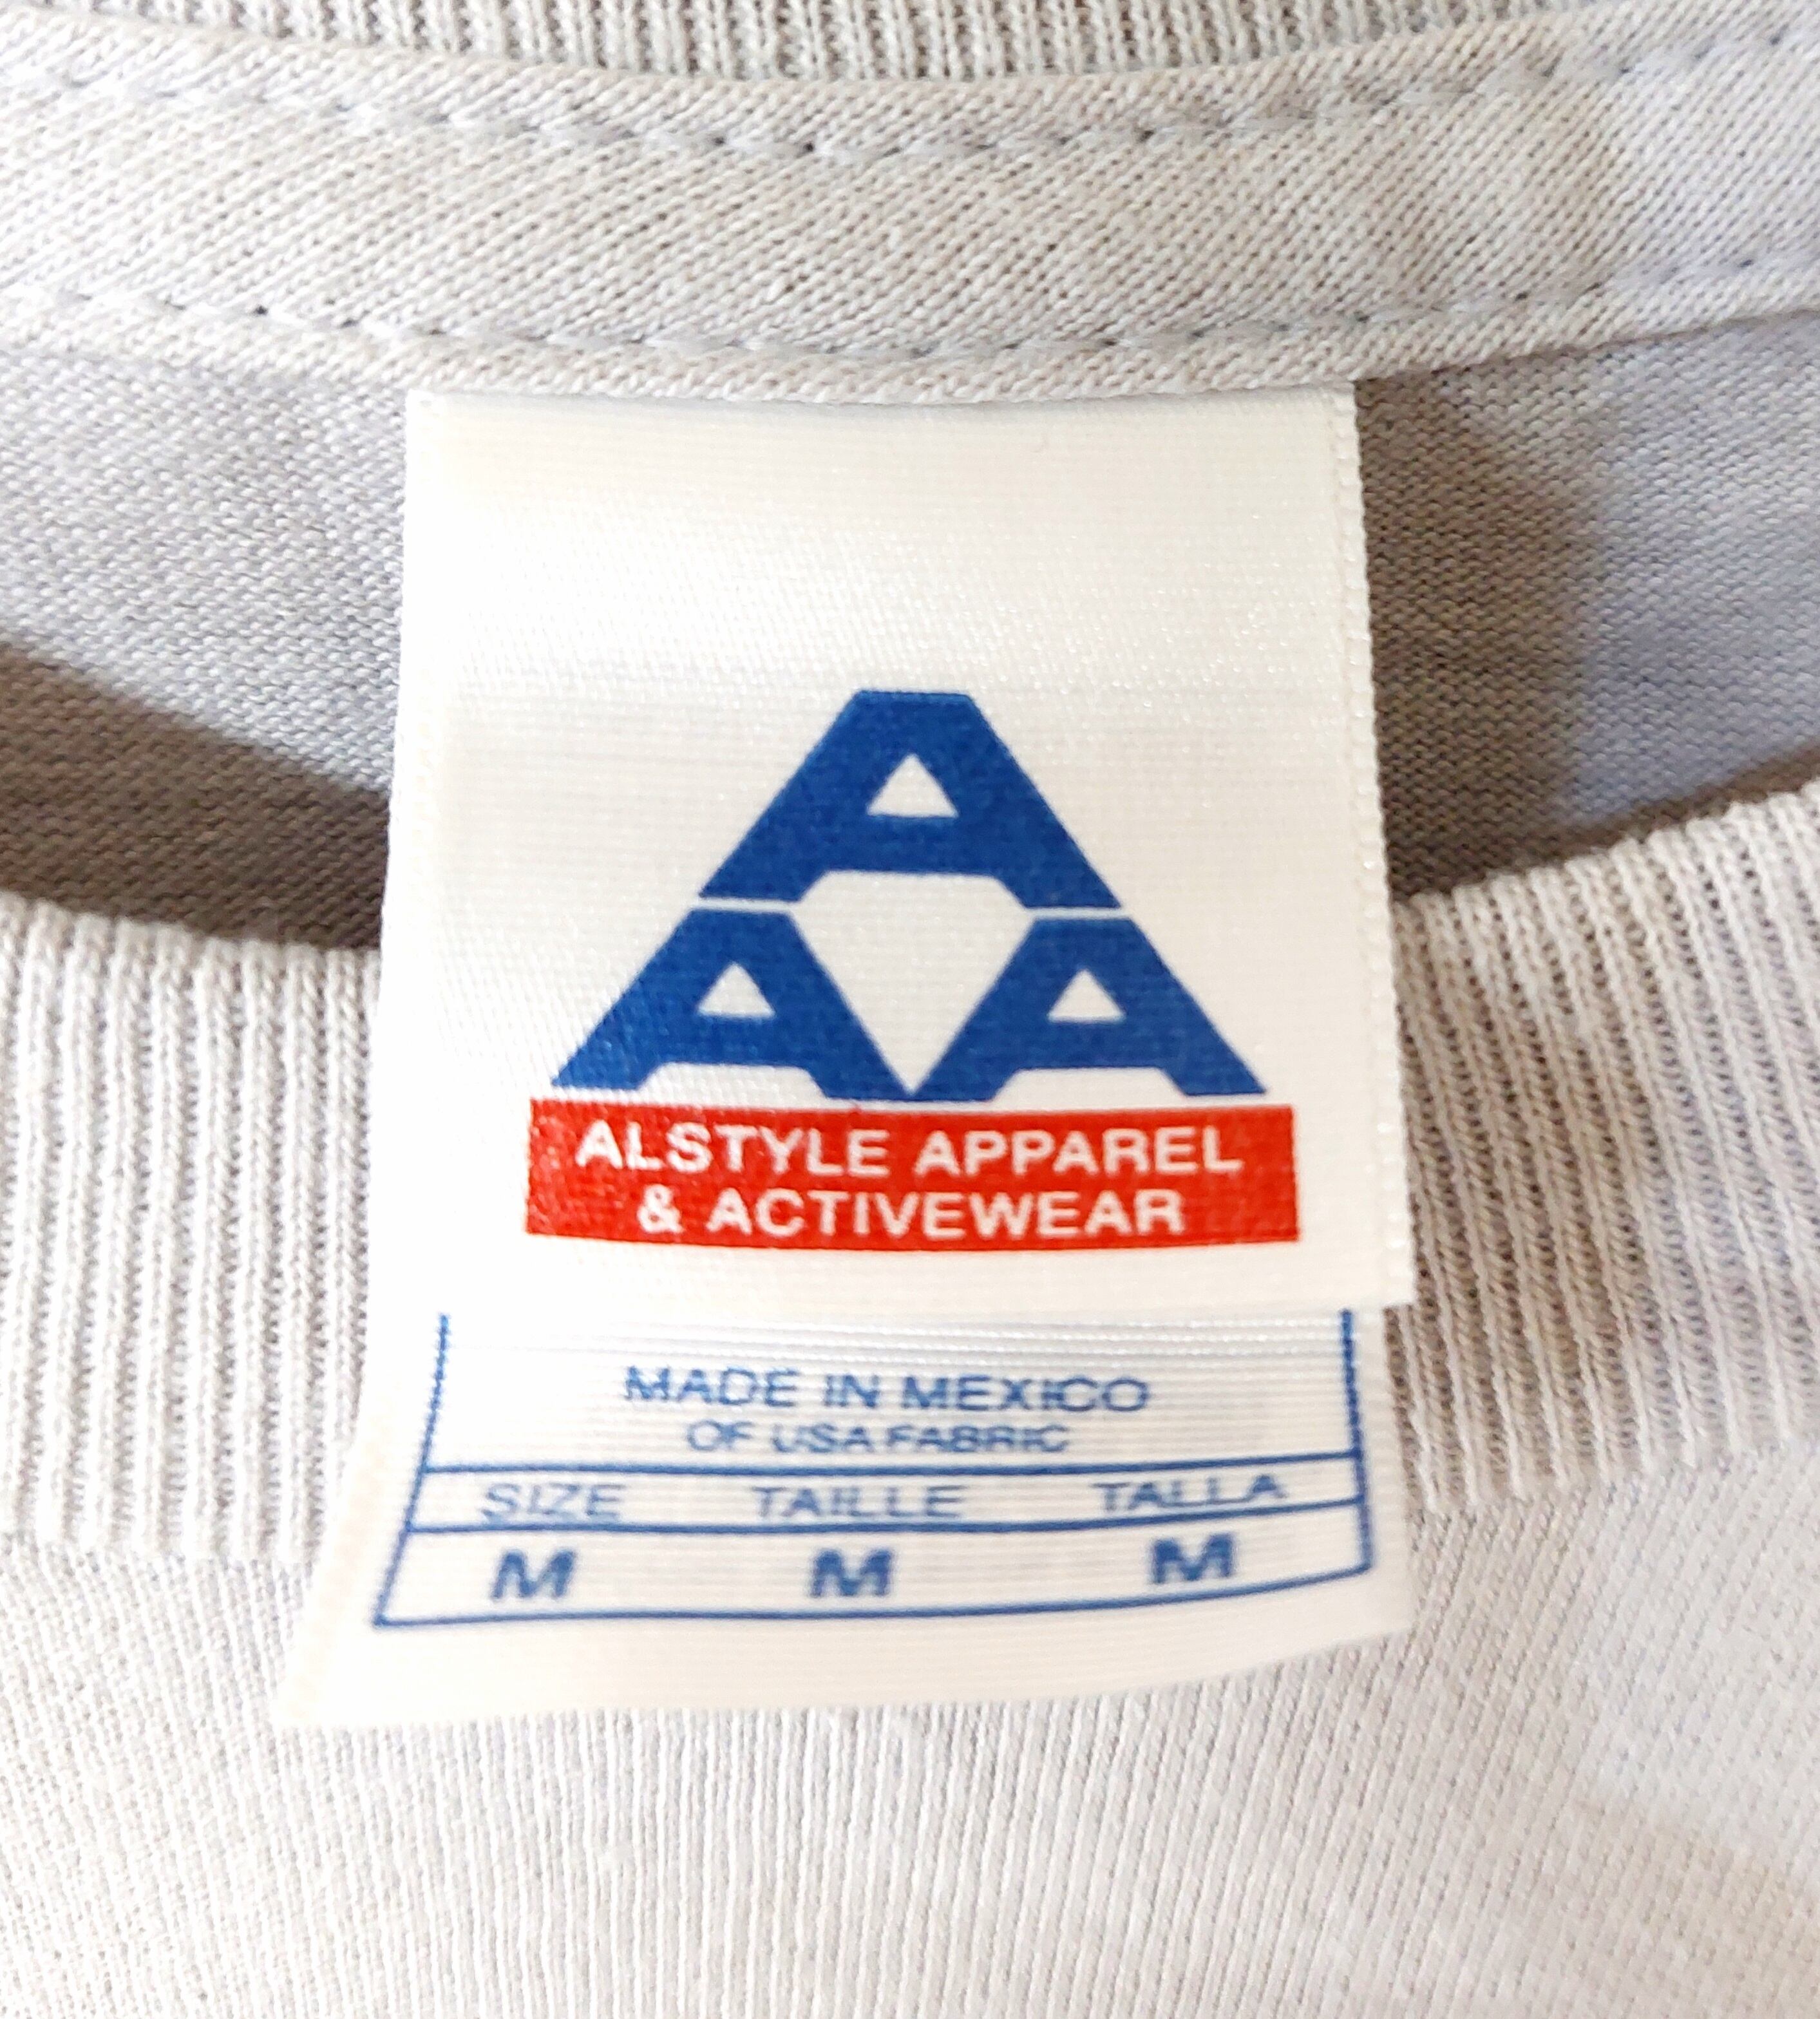 A
A A
ALSTYLE APPAREL
& ACTIVEWEAR
MADE IN MEXICO
OF USA FABRIC
SIZE TAILLE TALLA
M M M